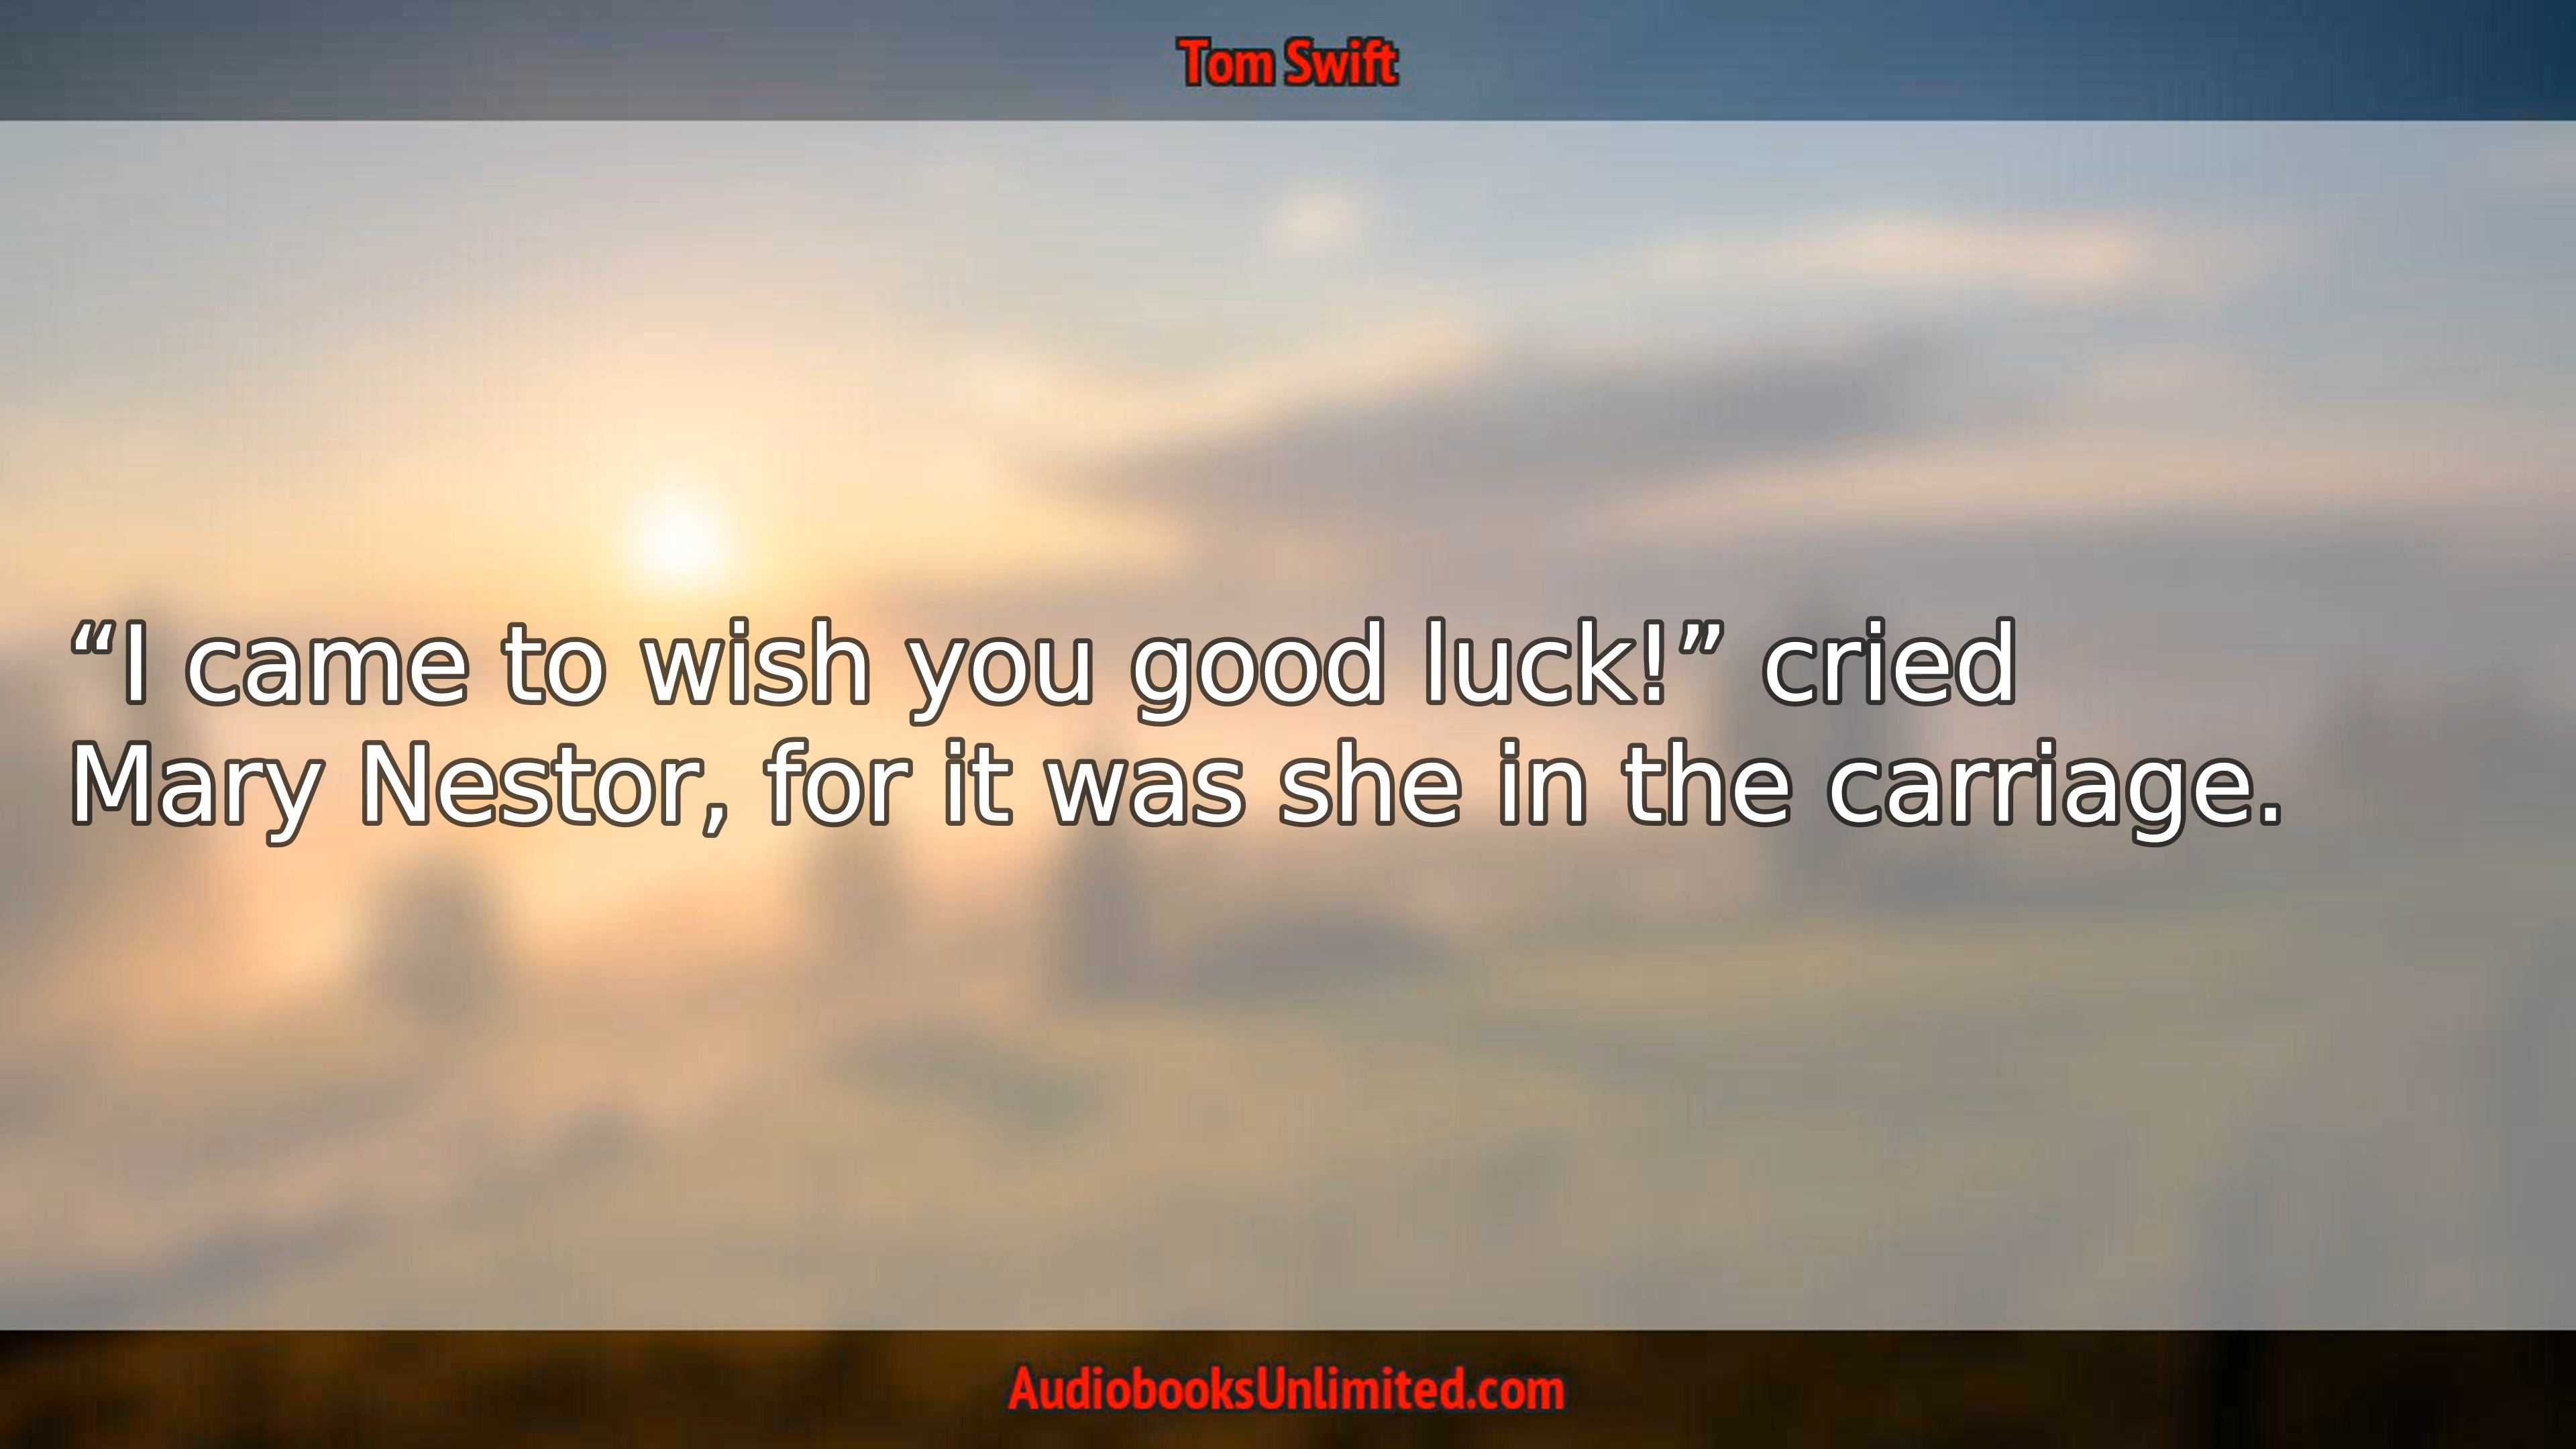 Tom Swift
“I came to wish you good luck!” cried
Mary Nestor, for it was she in the carriage.
AudiobooksUnlimited.com